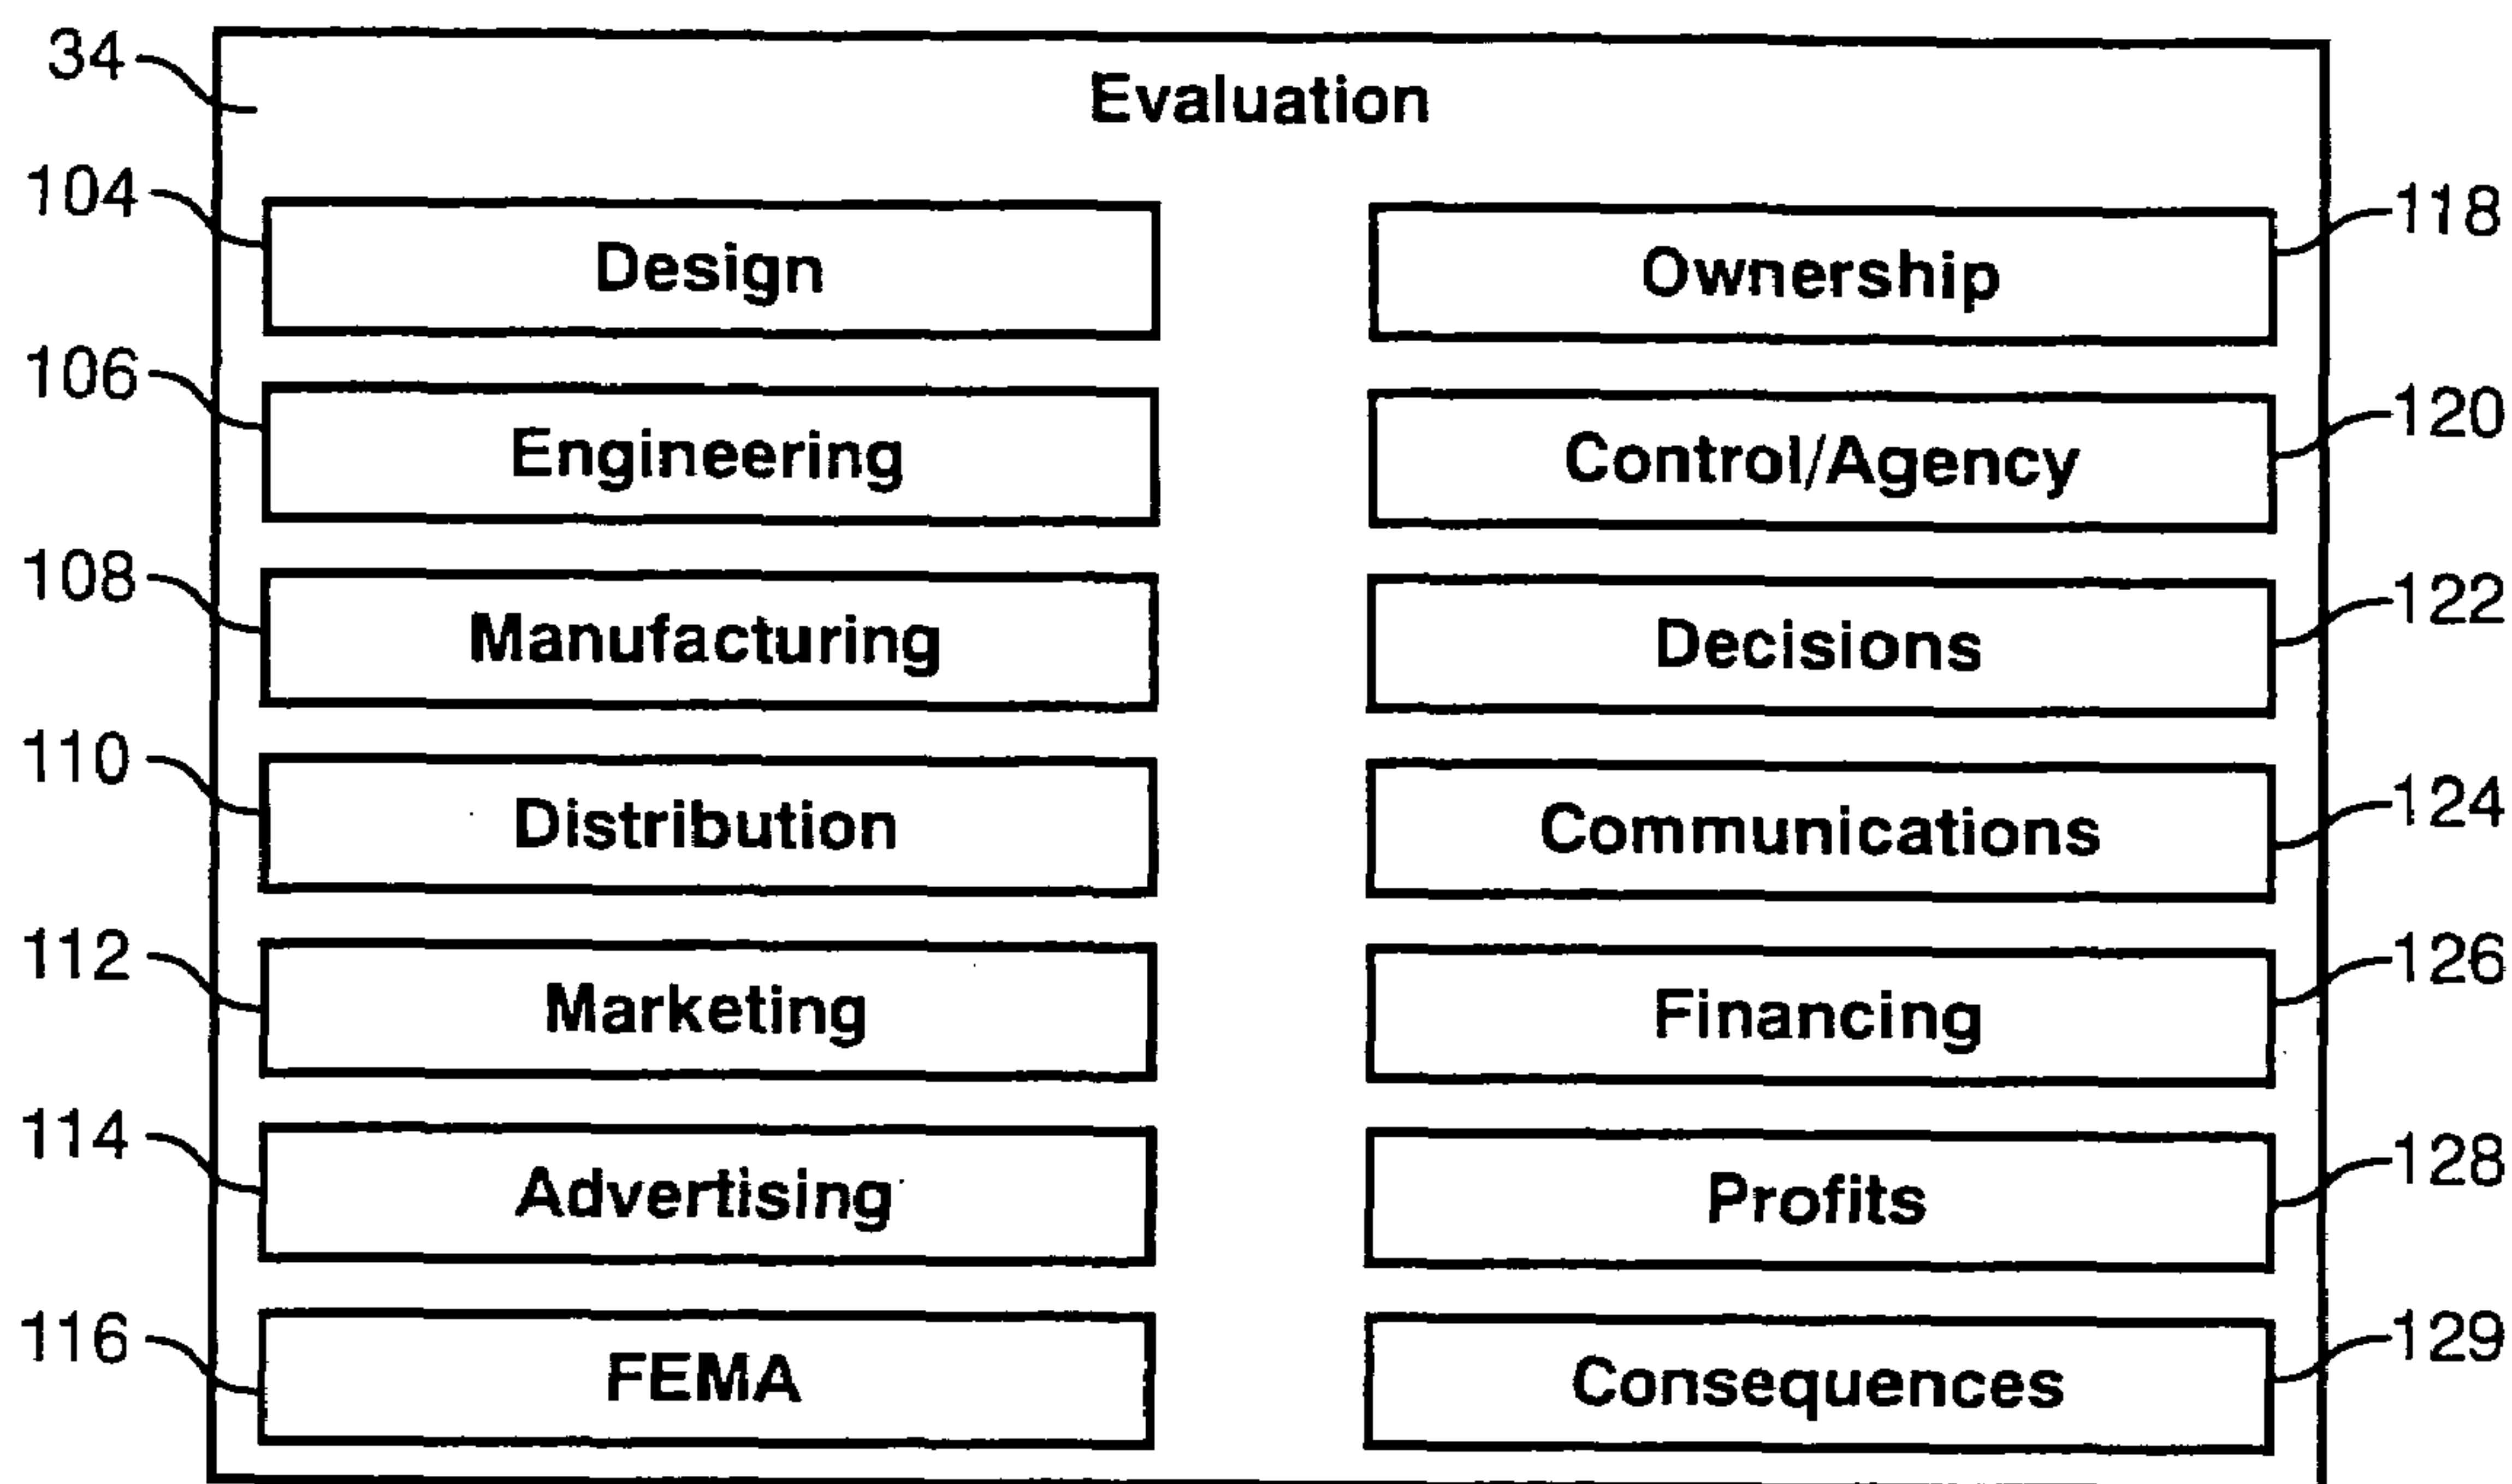 34
Evaluation
104
Design
Ownership
118
106
Engineering
Control/Agency
120
108
Manufacturing
Decisions
122
110
Distribution
Communications
124
112
Marketing
Financing
126
114
Advertising
Profits
128
116
FEMA
Consequences
129